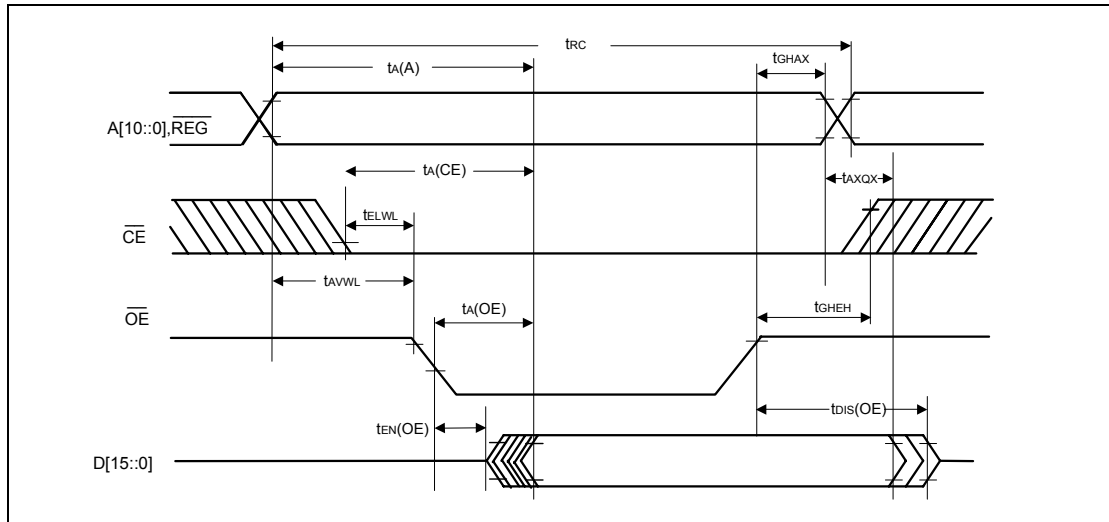 tRC
tA(A)
tGHAX
A[10::0],REG
tA(CE)
tAXQX
tELWL
CE
tAVWL
OE
tA(OE)
tGHEH
tEN(OE)
tDIS(OE)
D[15::0]